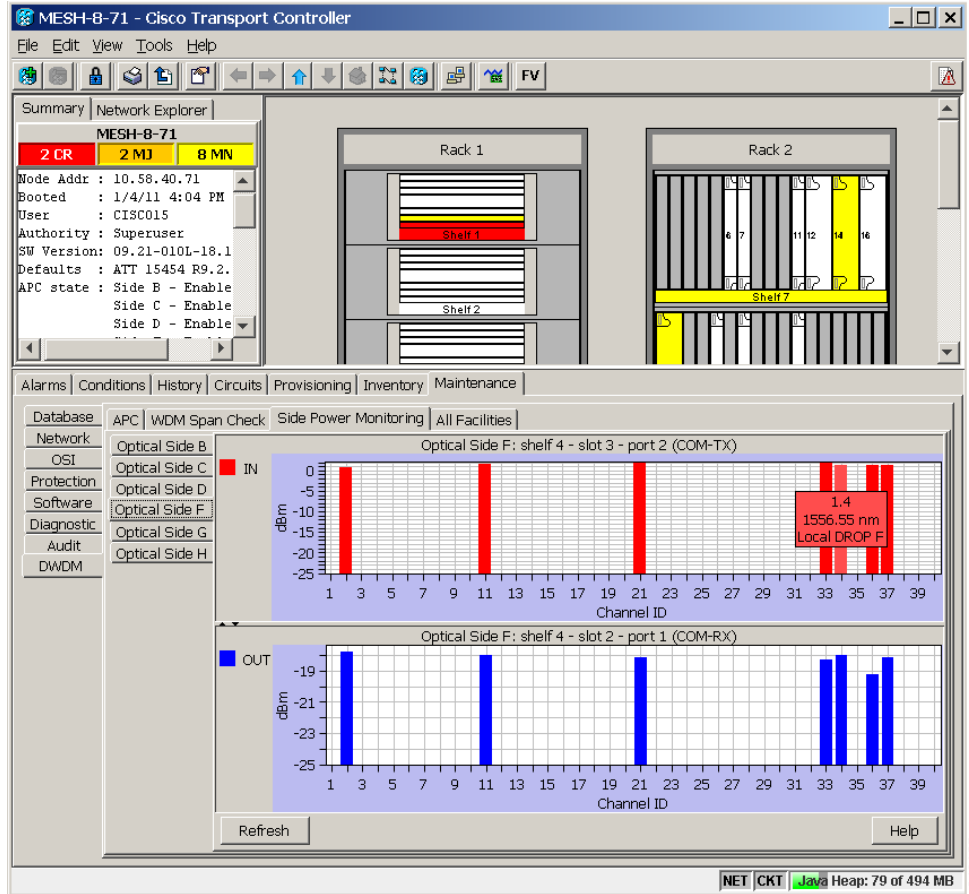 MESH-8-71 - Cisco Transport Controller
File Edit View Tools Help
FV
Summary Network Explorer
MESH-8-71
2 CR 2 MJ 8 MN
Node Addr : 10.58.40.71
Booted : 1/4/11 4:04 PM
User : CISCO15
Authority : Superuser
SW Version: 09.21-010L-18.1
Defaults : ATT 15454 R9.2.
APC state : Side B - Enable
Side C - Enable
Side D - Enable
Rack 1
Shelf 1
Shelf 2
Rack 2
6 7 11 12 14 16
Shelf 7
Alarms Conditions History Circuits Provisioning Inventory Maintenance
Database
Network
OSI
Protection
Software
Diagnostic
Audit
DWDM
APC WDM Span Check Side Power Monitoring All Facilities
Optical Side B
Optical Side C
Optical Side D
Optical Side F
Optical Side G
Optical Side H
Optical Side F: shelf 4 - slot 3 - port 2 (COM-TX)
IN
dBm
0
-5
-10
-15
-20
-25
1.4
1556.55 nm
Local DROP F
1 3 5 7 9 11 13 15 17 19 21 23 25 27 29 31 33 35 37 39
Channel ID
Optical Side F: shelf 4 - slot 2 - port 1 (COM-RX)
OUT
dBm
-19
-21
-23
-25
1 3 5 7 9 11 13 15 17 19 21 23 25 27 29 31 33 35 37 39
Channel ID
Refresh Help
NET CKT Java Heap: 79 of 494 MB